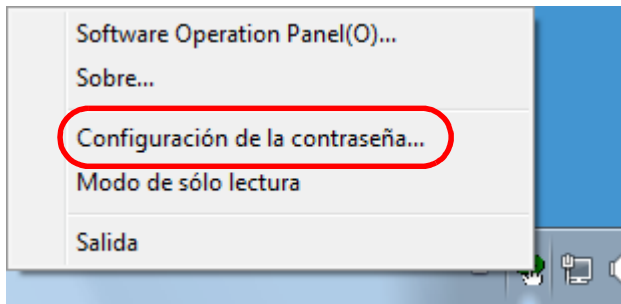 Software Operation Panel(O)...
Sobre...
Configuración de la contraseña...
Modo de sólo lectura
Salida